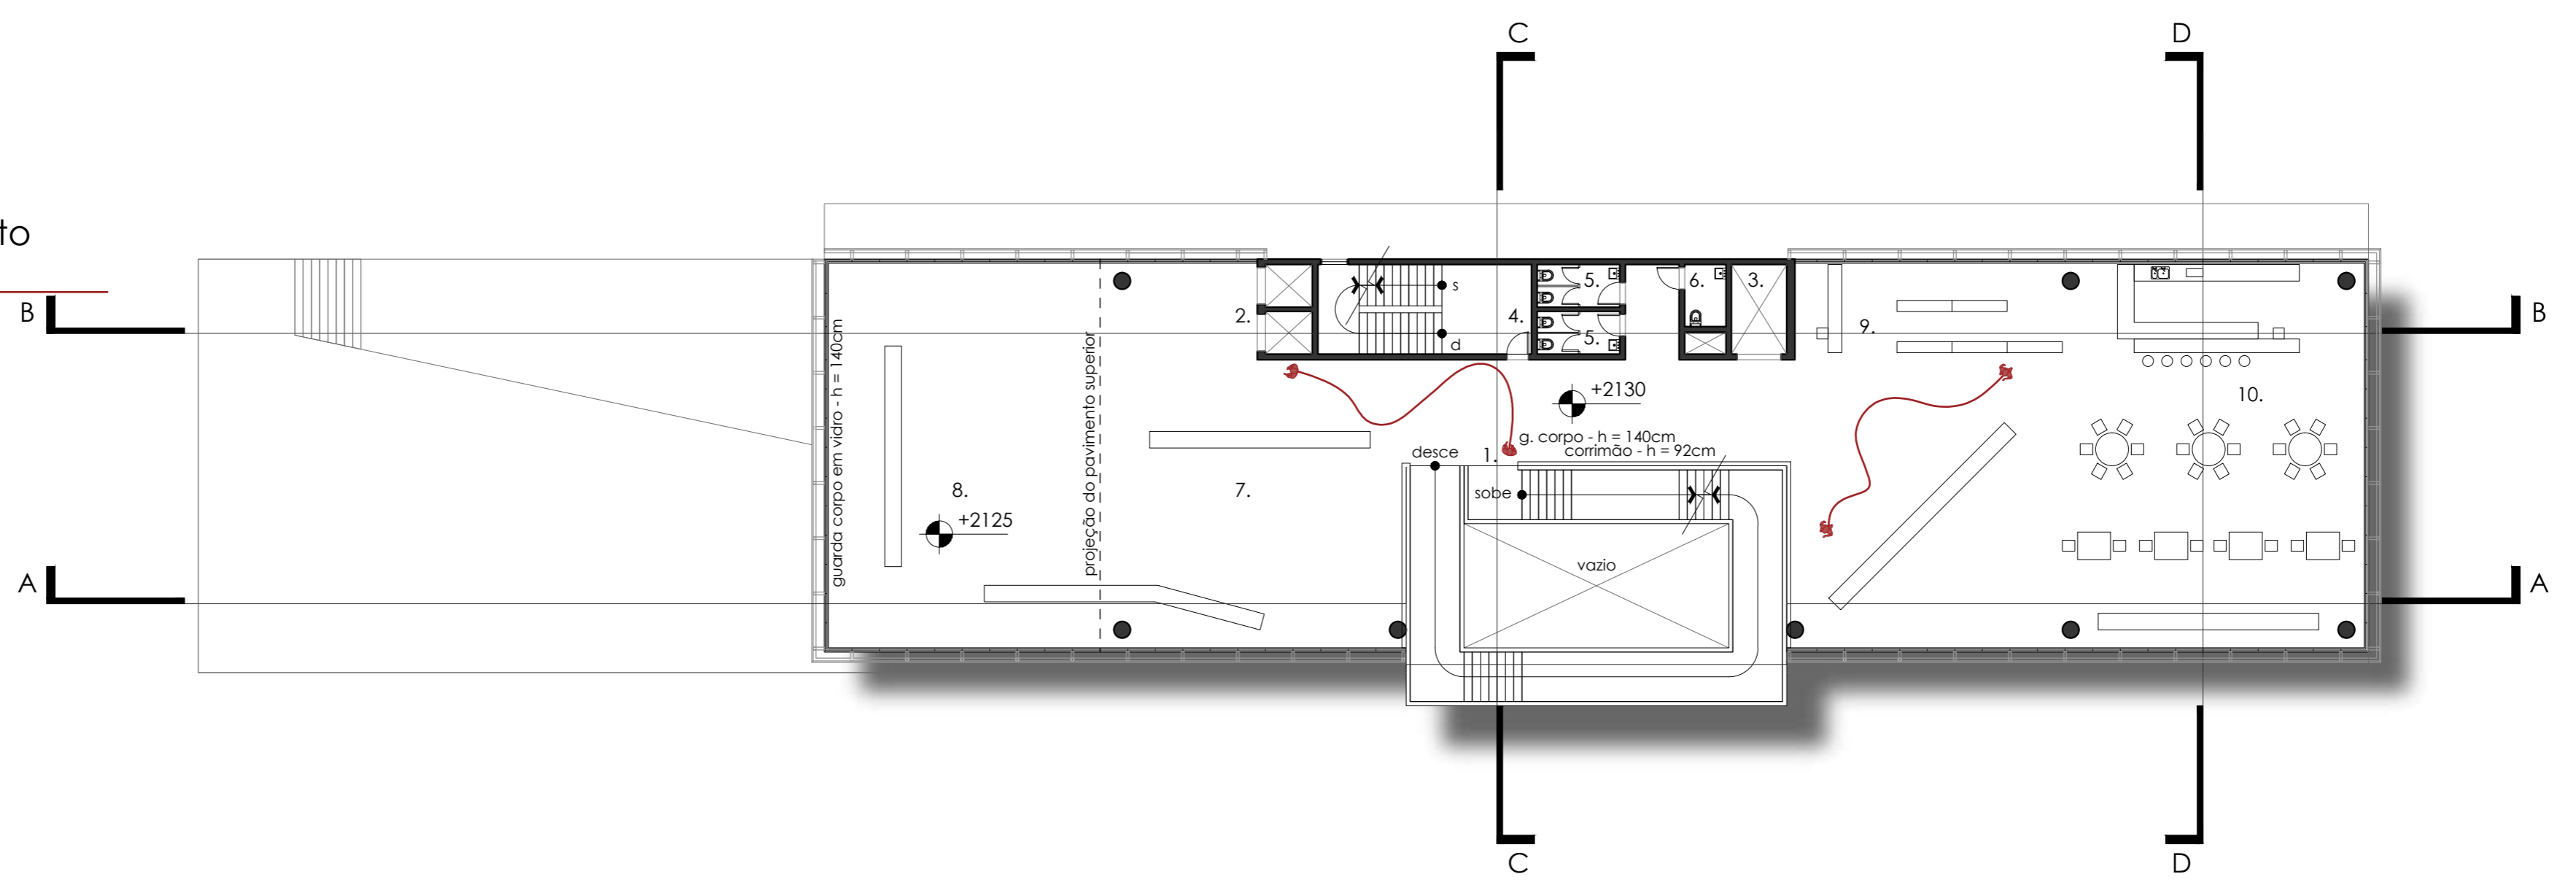 C
D
to
B
B
s
5.
6.
3.
2.
4.
9.
5.
d
+2130
10.
guarda corpo em vidro - h = 140cm
projeção do pavimento superior
g. corpo - h = 140cm
corrimão - h = 92cm
desce
1.
8.
7.
sobe
+2125
vazio
A
A
C
D